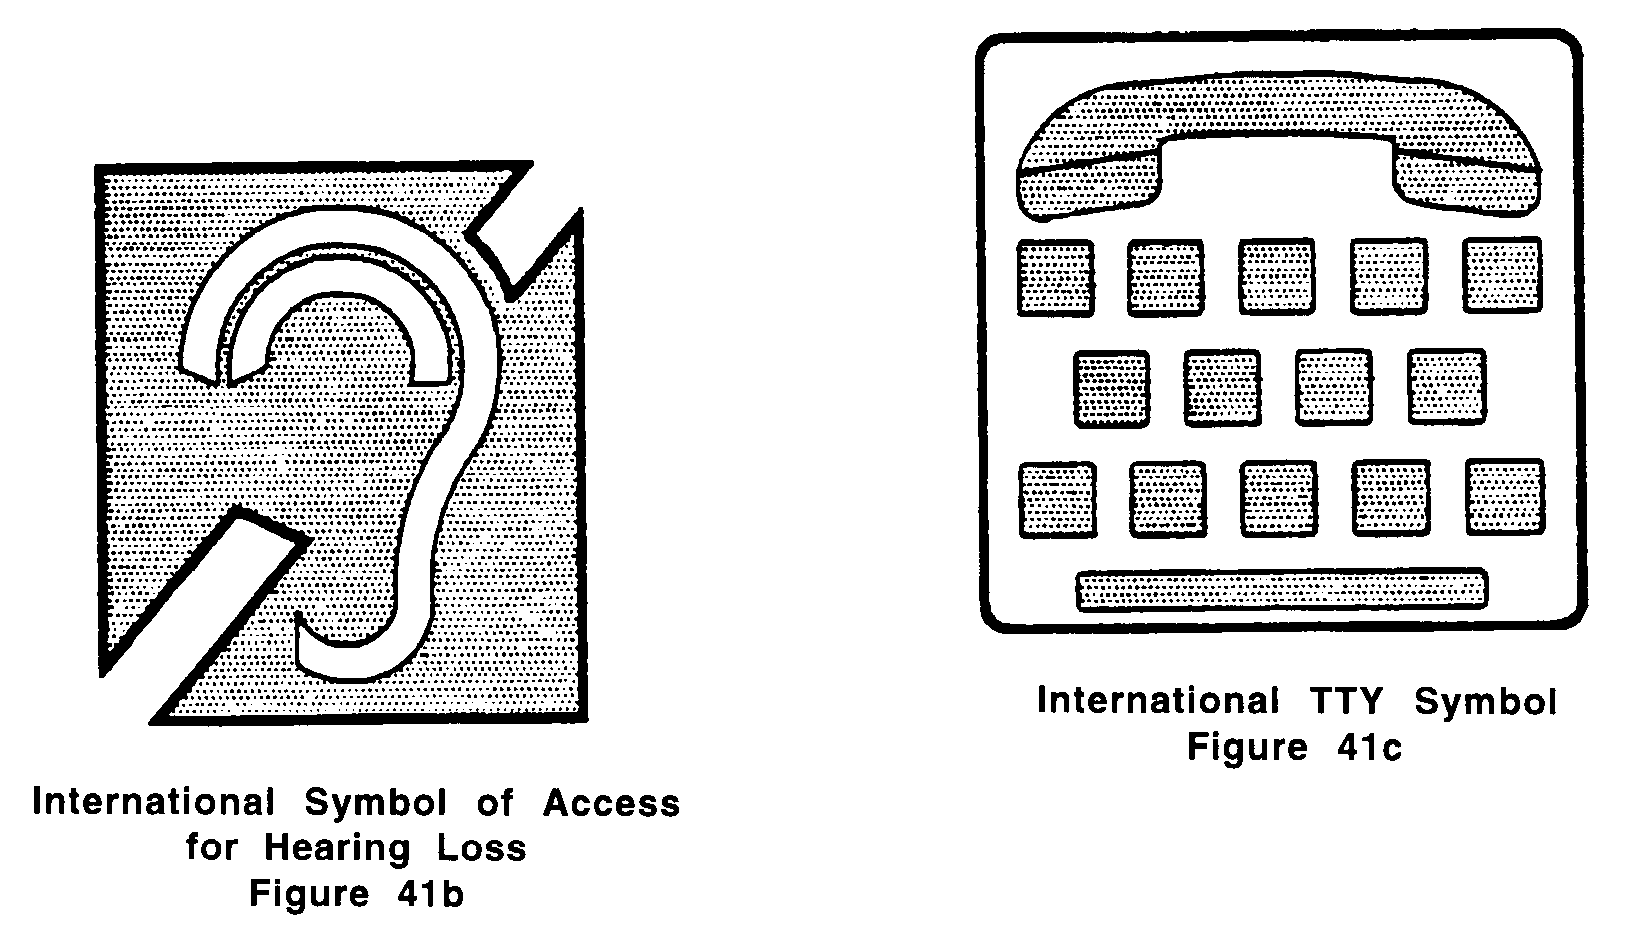 International Symbol of Access
for Hearing Loss
Figure 41b
International TTY Symbol
Figure 41c